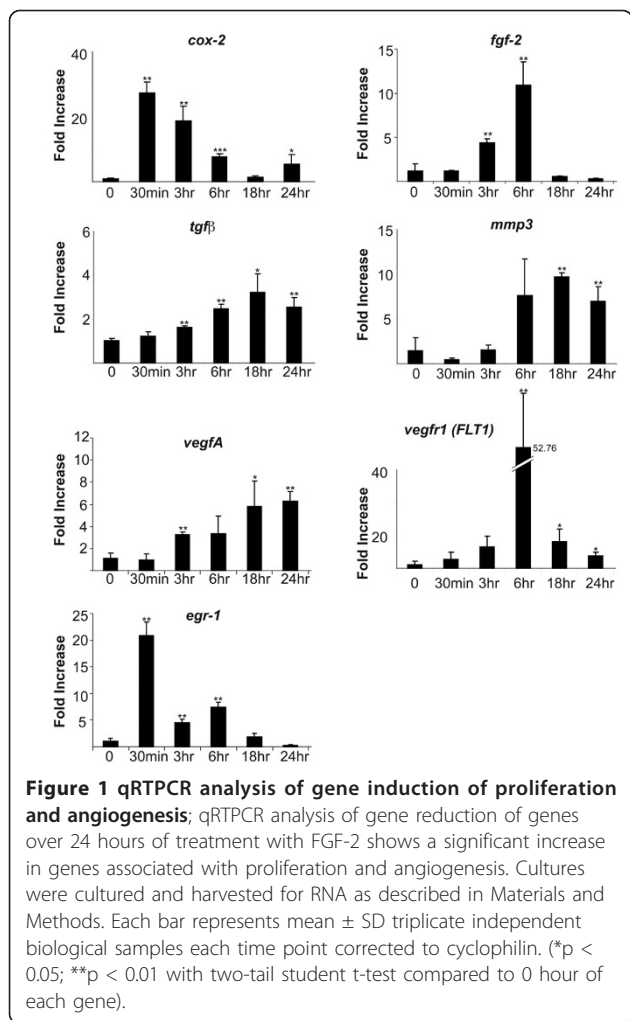 cox-2
Fold Increase
40
20
**
**
***
*
0 30min 3hr 6hr 18hr 24hr
fgf-2
Fold Increase
15
10
5
**
**
0 30min 3hr 6hr 18hr 24hr
tgfβ
Fold Increase
6
4
2
**
**
*
**
0 30min 3hr 6hr 18hr 24hr
mmp3
Fold Increase
15
10
5
**
**
0 30min 3hr 6hr 18hr 24hr
vegfA
Fold Increase
12
10
8
6
4
2
**
*
**
0 30min 3hr 6hr 18hr 24hr
vegfr1 (FLT1)
Fold Increase
40
20
**
52.76
*
*
0 30min 3hr 6hr 18hr 24hr
egr-1
Fold Increase
25
20
15
10
5
**
**
**
0 30min 3hr 6hr 18hr 24hr
Figure 1 qRTPCR analysis of gene induction of proliferation
and angiogenesis; qRTPCR analysis of gene reduction of genes
over 24 hours of treatment with FGF-2 shows a significant increase
in genes associated with proliferation and angiogenesis. Cultures
were cultured and harvested for RNA as described in Materials and
Methods. Each bar represents mean ± SD triplicate independent
biological samples each time point corrected to cyclophilin. (*p <
0.05; **p < 0.01 with two-tail student t-test compared to 0 hour of
each gene).